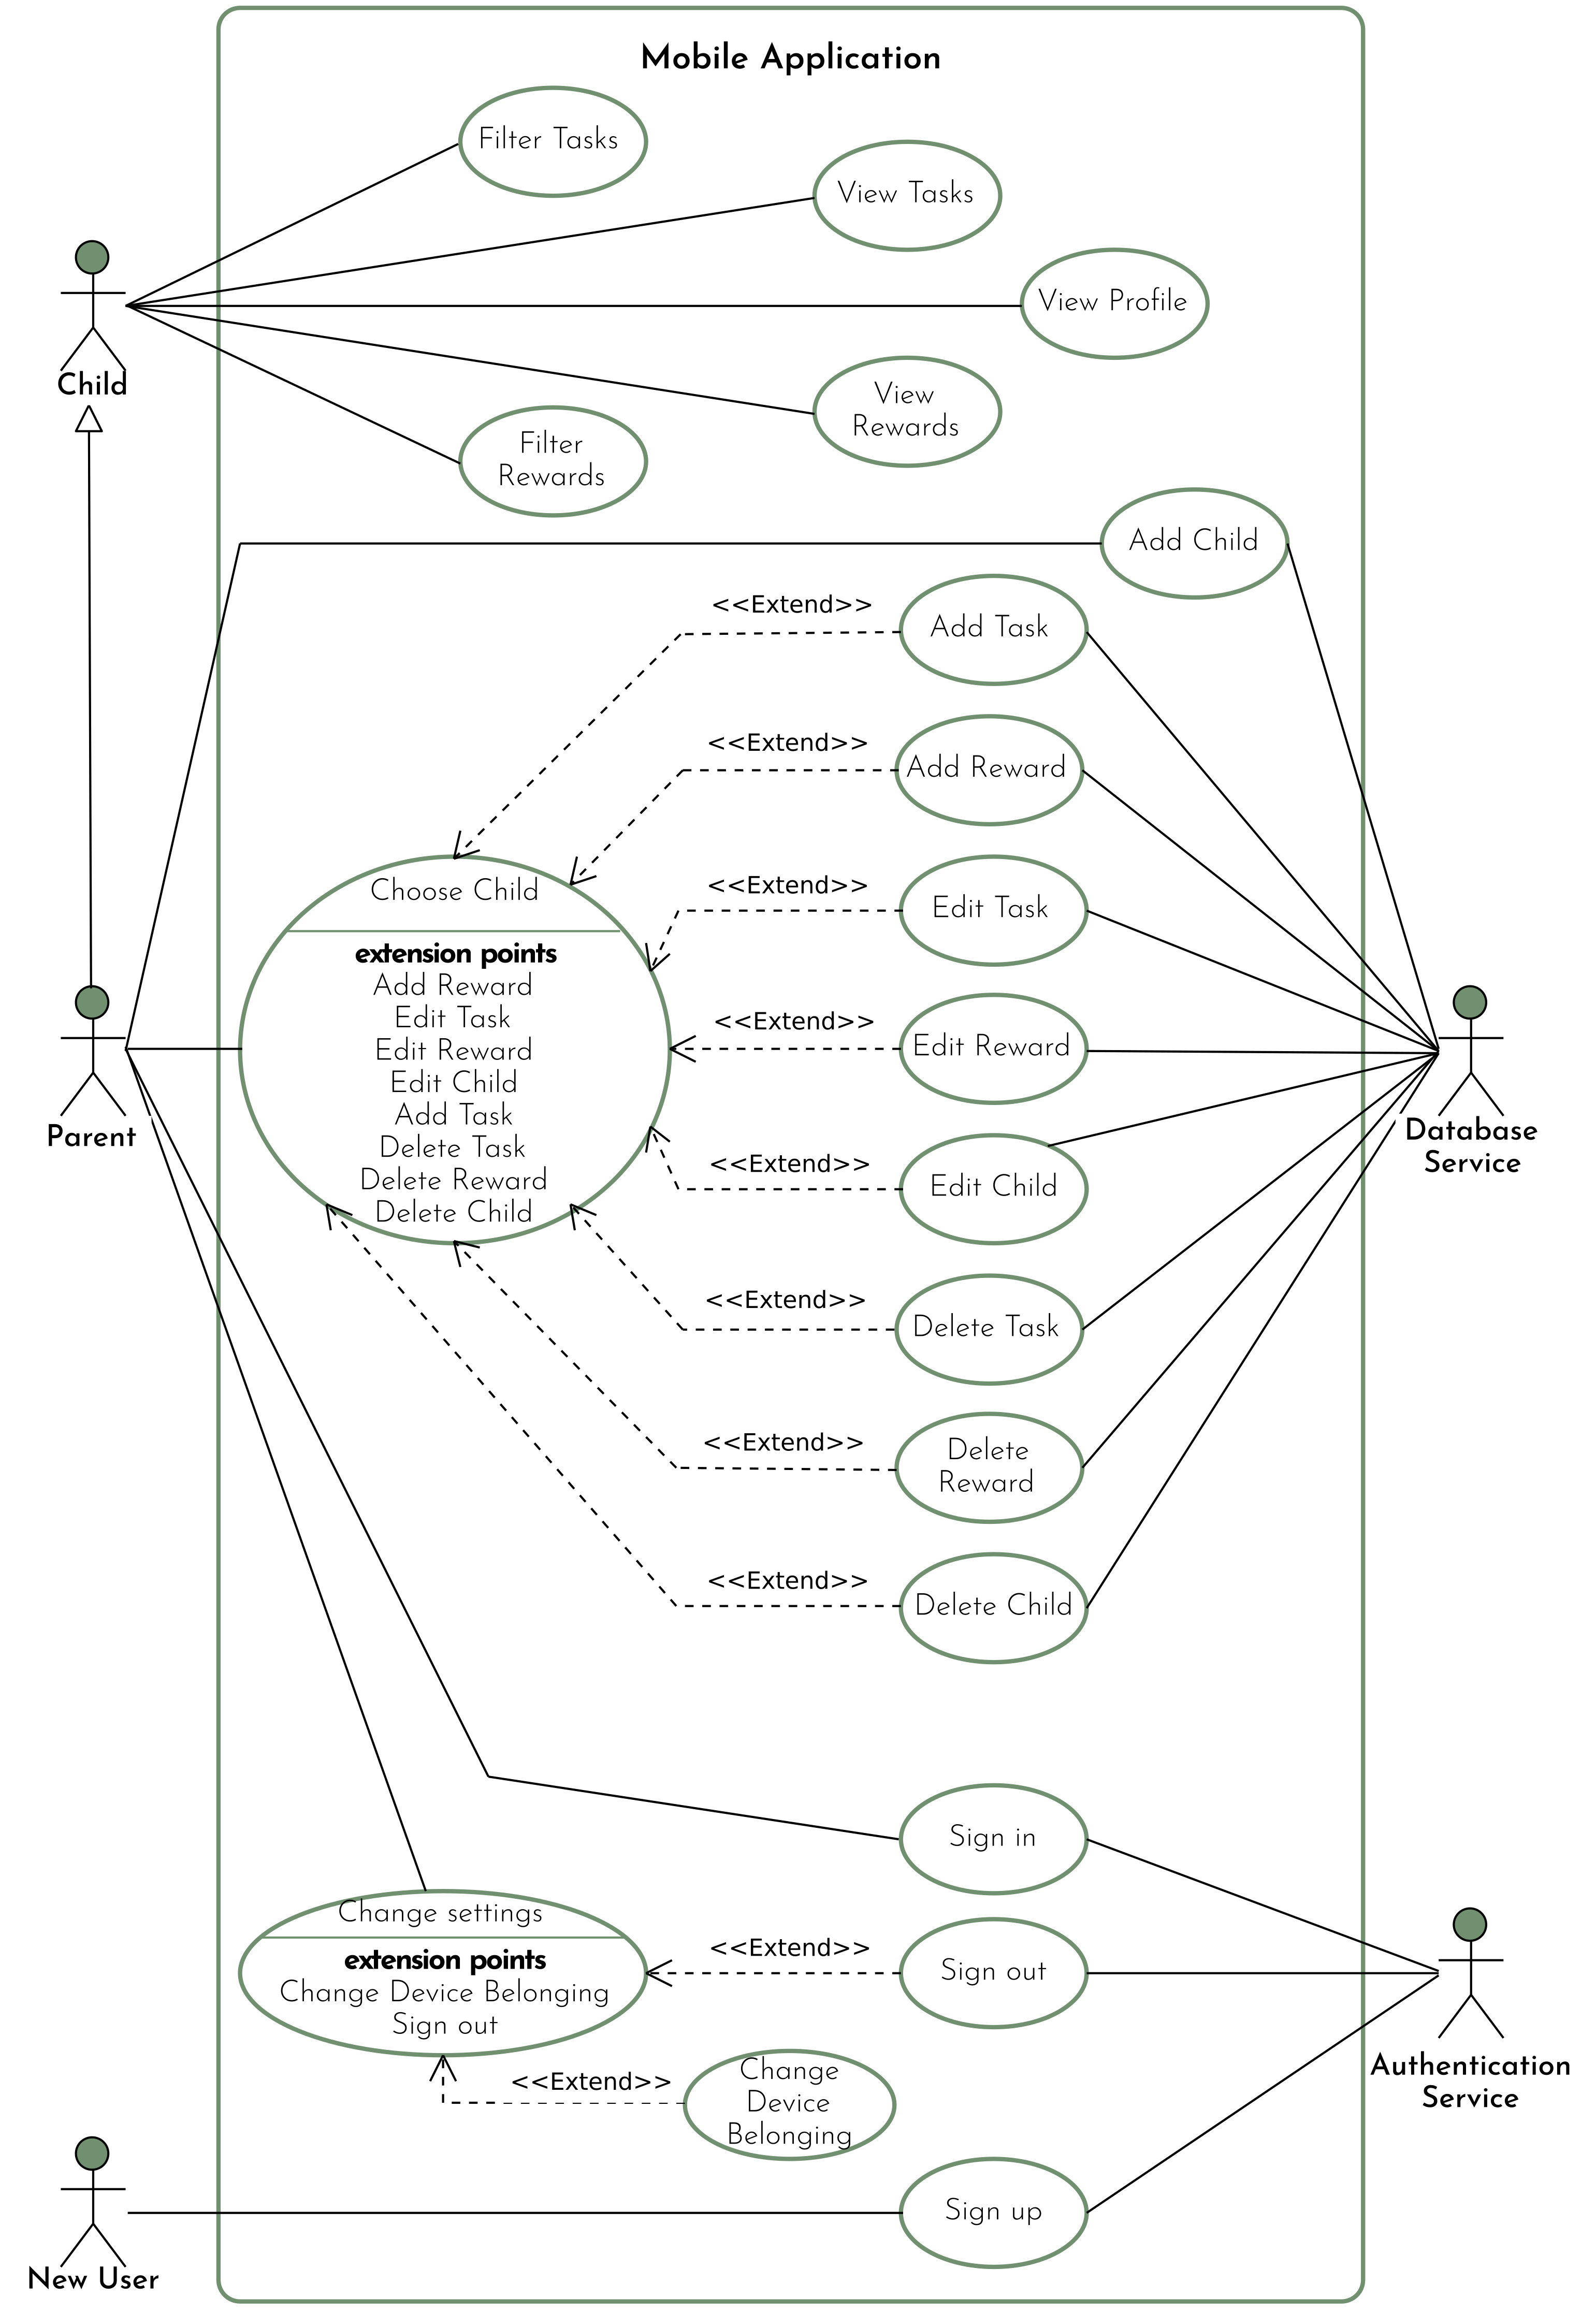 Mobile Application
Filter Tasks
View Tasks
View Profile
Child
View
Rewards
Filter
Rewards
Add Child
<<Extend>>
Add Task
<<Extend>>
Add Reward
<<Extend>>
Edit Task
Choose Child
extension points
Add Reward
Edit Task
Edit Reward
Edit Child
Add Task
Delete Task
Delete Reward
Delete Child
<<Extend>>
Edit Reward
Parent
Database
Service
<<Extend>>
Edit Child
<<Extend>>
Delete Task
<<Extend>>
Delete
Reward
<<Extend>>
Delete Child
Sign in
Change settings
extension points
Change Device Belonging
Sign out
<<Extend>>
Sign out
Authentication
Service
<<Extend>>
Change
Device
Belonging
Sign up
New User